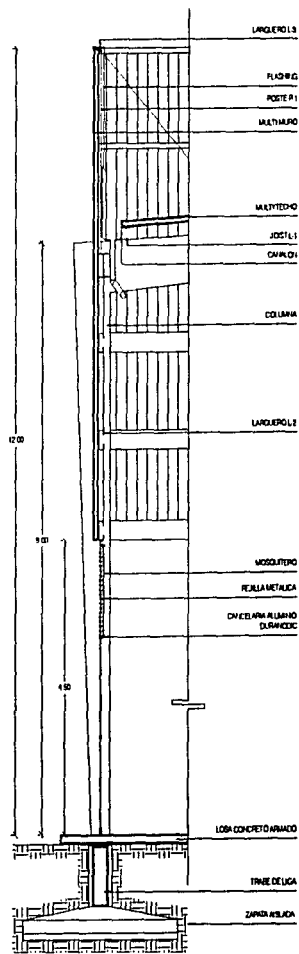 LARGUERO L3
FLASHING
POSTE P1
MULTIMURO
MULTYTECHO
JOIST L-1
CANALON
COLUMNA
12.00
LARGUERO L2
9.00
MOSQUITERO
REJILLA METALICA
CANCELARIA ALUMINIO
DURANODIC
4.50
LOSA CONCRETO ARMADO
TRABE DE LIGA
ZAPATA AISLADA